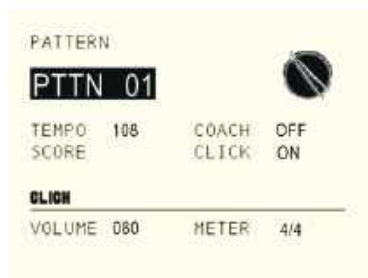 PATTERN
PTTN 01
TEMPO 108 COACH OFF
SCORE CLICK ON
CLICK
VOLUME 080 METER 4/4